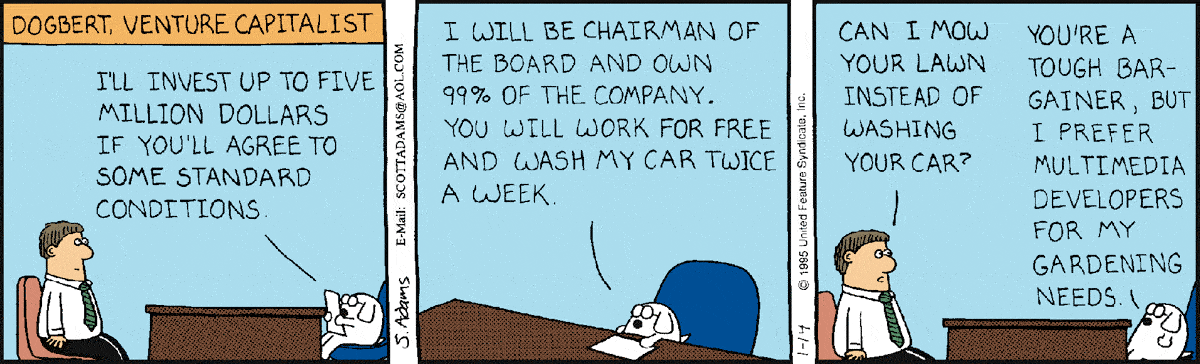 DOGBERT, VENTURE CAPITALIST
I'LL INVEST UP TO FIVE
MILLION DOLLARS
IF YOU'LL AGREE TO
SOME STANDARD
CONDITIONS.
S. Adams
E-Mail: SCOTTADAMS@AOL.COM
I WILL BE CHAIRMAN OF
THE BOARD AND OWN
99% OF THE COMPANY.
YOU WILL WORK FOR FREE
AND WASH MY CAR TWICE
A WEEK.
1-14
© 1995 United Feature Syndicate, Inc.
CAN I MOW
YOUR LAWN
INSTEAD OF
WASHING
YOUR CAR?
YOU'RE A
TOUGH BAR-
GAINER, BUT
I PREFER
MULTIMEDIA
DEVELOPERS
FOR MY
GARDENING
NEEDS.